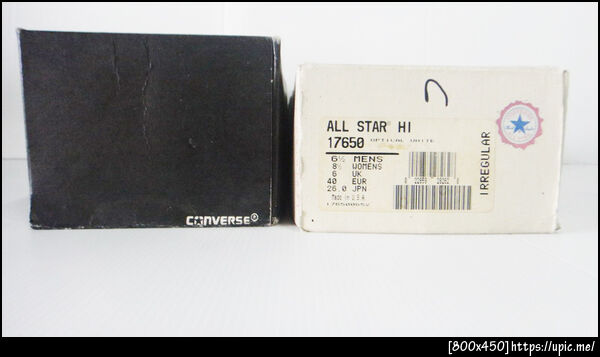 CONVERSE®
ALL STAR HI
17650 OPTICAL WHITE
6½ MENS
8½ WOMENS
6 UK
40 EUR
26.0 JPN
Made in U.S.A.
IRREGULAR
[800x450]https://upic.me/